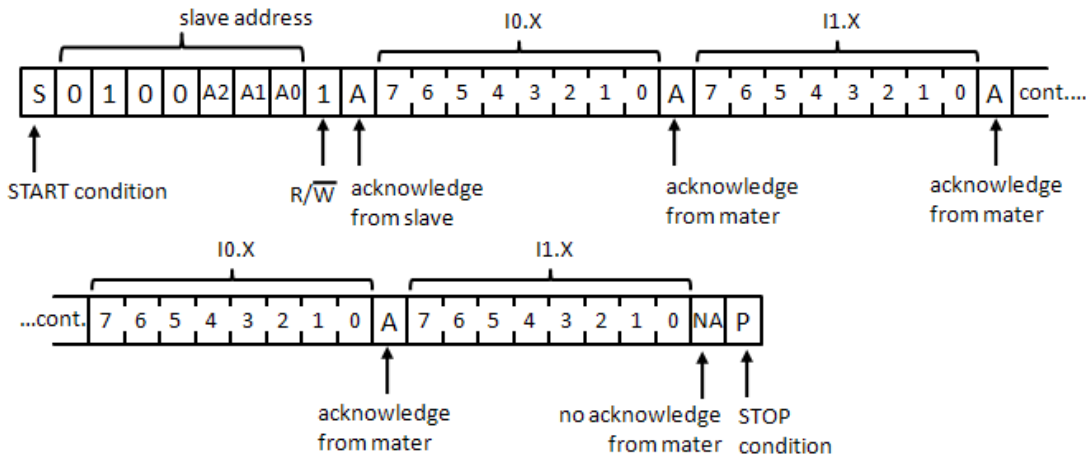 slave address I0.X I1.X
S 0 1 0 0 A2 A1 A0 1 A 7 6 5 4 3 2 1 0 A 7 6 5 4 3 2 1 0 A cont....
START condition R/W̅ acknowledge from slave acknowledge from mater acknowledge from mater
I0.X I1.X
...cont. 7 6 5 4 3 2 1 0 A 7 6 5 4 3 2 1 0 NA P
acknowledge from mater no acknowledge from mater STOP condition